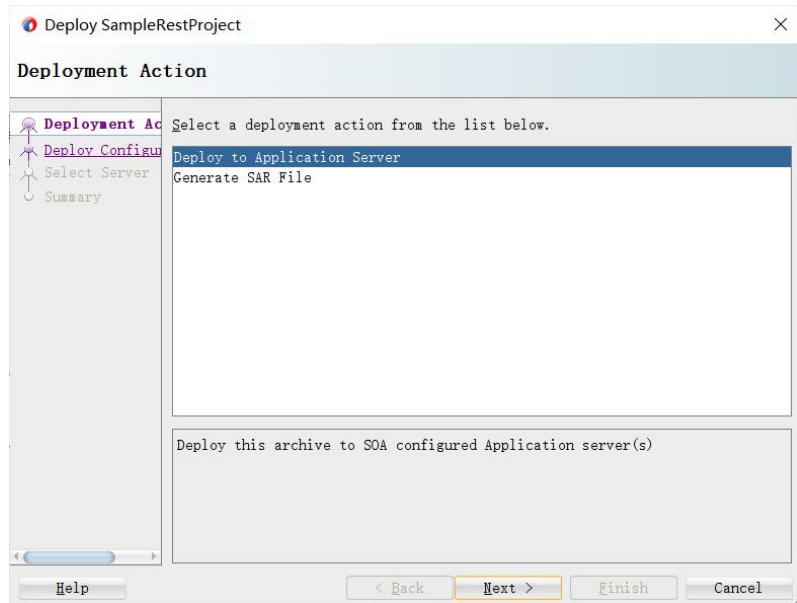 Deploy SampleRestProject
Deployment Action
Deployment Ac
Deploy Configu
Select Server
Summary
Select a deployment action from the list below.
Deploy to Application Server
Generate SAR File
Deploy this archive to SOA configured Application server(s)
Help
< Back
Next >
Finish
Cancel